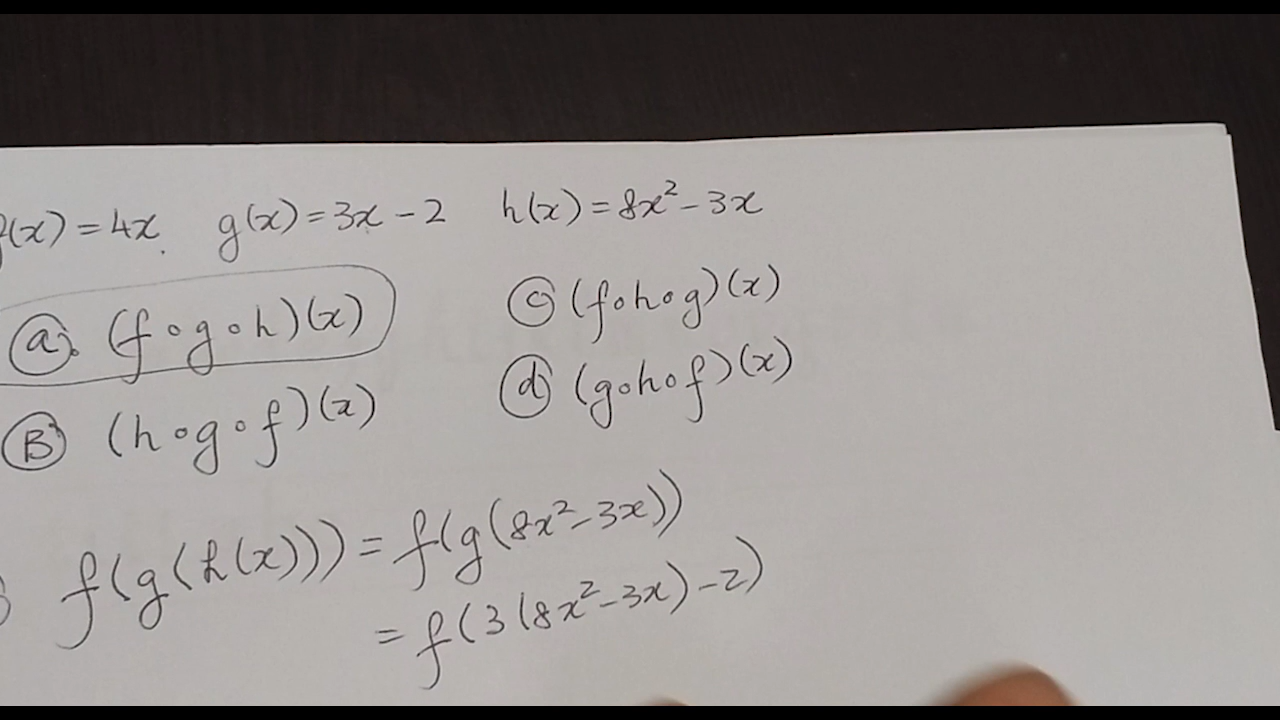 f(x) = 4x. g(x) = 3x - 2 h(x) = 8x² - 3x
(a). (f∘g∘h)(x)
(B) (h∘g∘f)(x)
(c) (f∘h∘g)(x)
(d) (g∘h∘f)(x)
f(g(h(x))) = f(g(8x² - 3x))
= f(3(8x² - 3x) - 2)